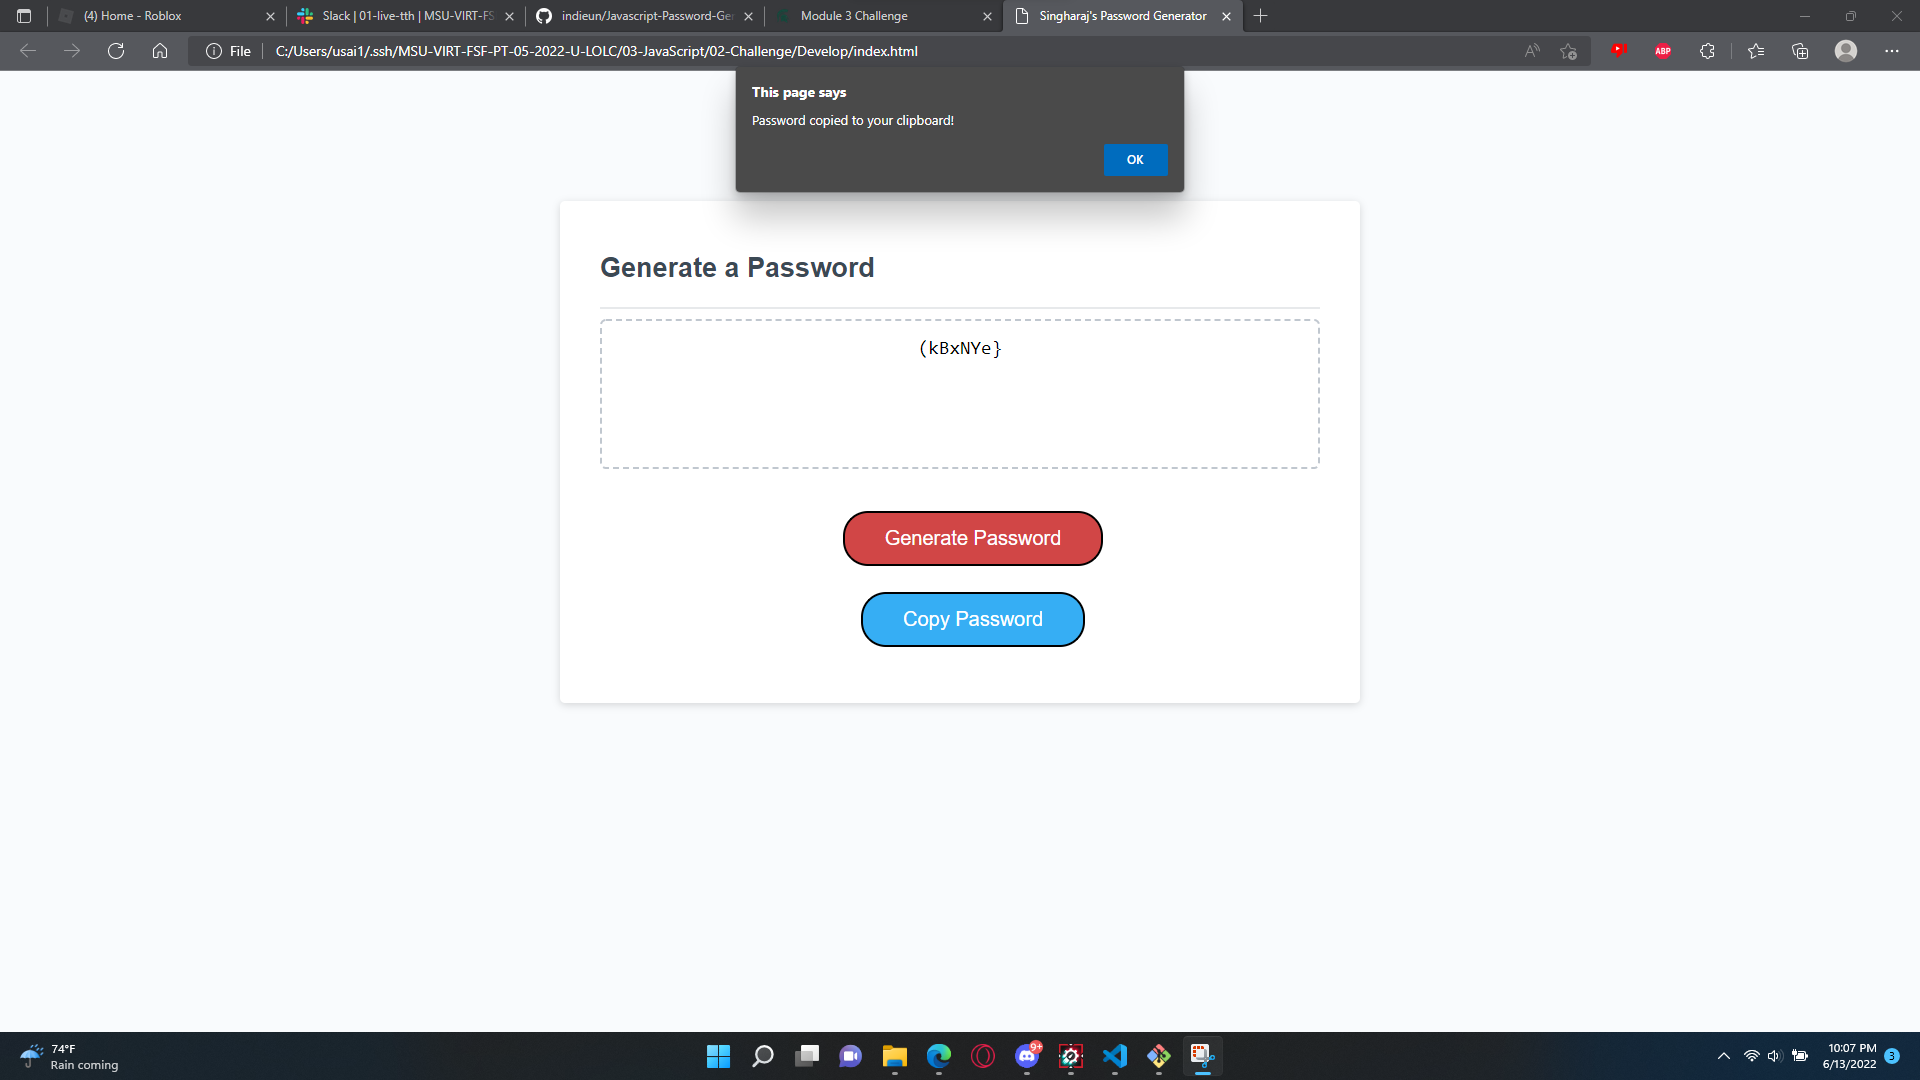 (4) Home - Roblox
Slack | 01-live-tth | MSU-VIRT-FS
indieun/Javascript-Password-Ge
Module 3 Challenge
Singharaj's Password Generator
File
C:/Users/usai1/.ssh/MSU-VIRT-FSF-PT-05-2022-U-LOLC/03-JavaScript/02-Challenge/Develop/index.html
ABP
This page says
Password copied to your clipboard!
OK
Generate a Password
(kBxNYe}
Generate Password
Copy Password
74°F
Rain coming
9+
10:07 PM
6/13/2022
3